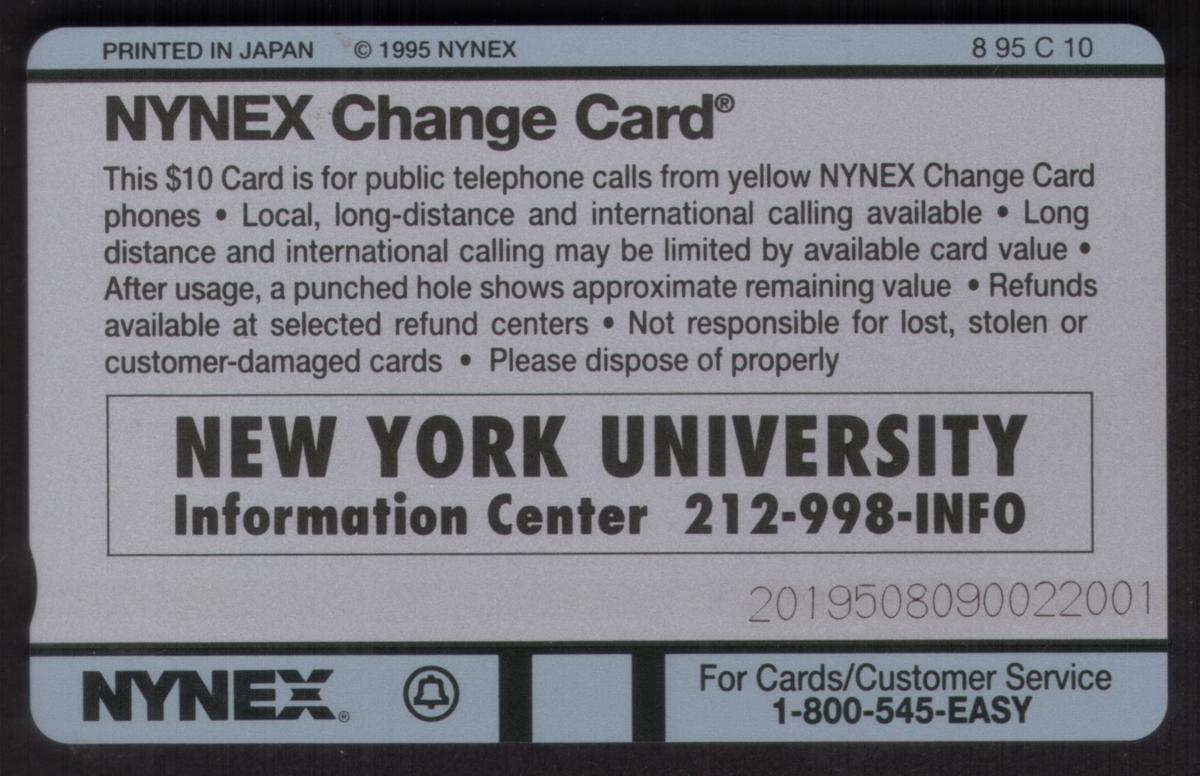 PRINTED IN JAPAN © 1995 NYNEX 8 95 C 10
NYNEX Change Card®
This $10 Card is for public telephone calls from yellow NYNEX Change Card
phones • Local, long-distance and international calling available • Long
distance and international calling may be limited by available card value •
After usage, a punched hole shows approximate remaining value • Refunds
available at selected refund centers • Not responsible for lost, stolen or
customer-damaged cards • Please dispose of properly
NEW YORK UNIVERSITY
Information Center 212-998-INFO
2019508090022001
NYNEX®
For Cards/Customer Service
1-800-545-EASY